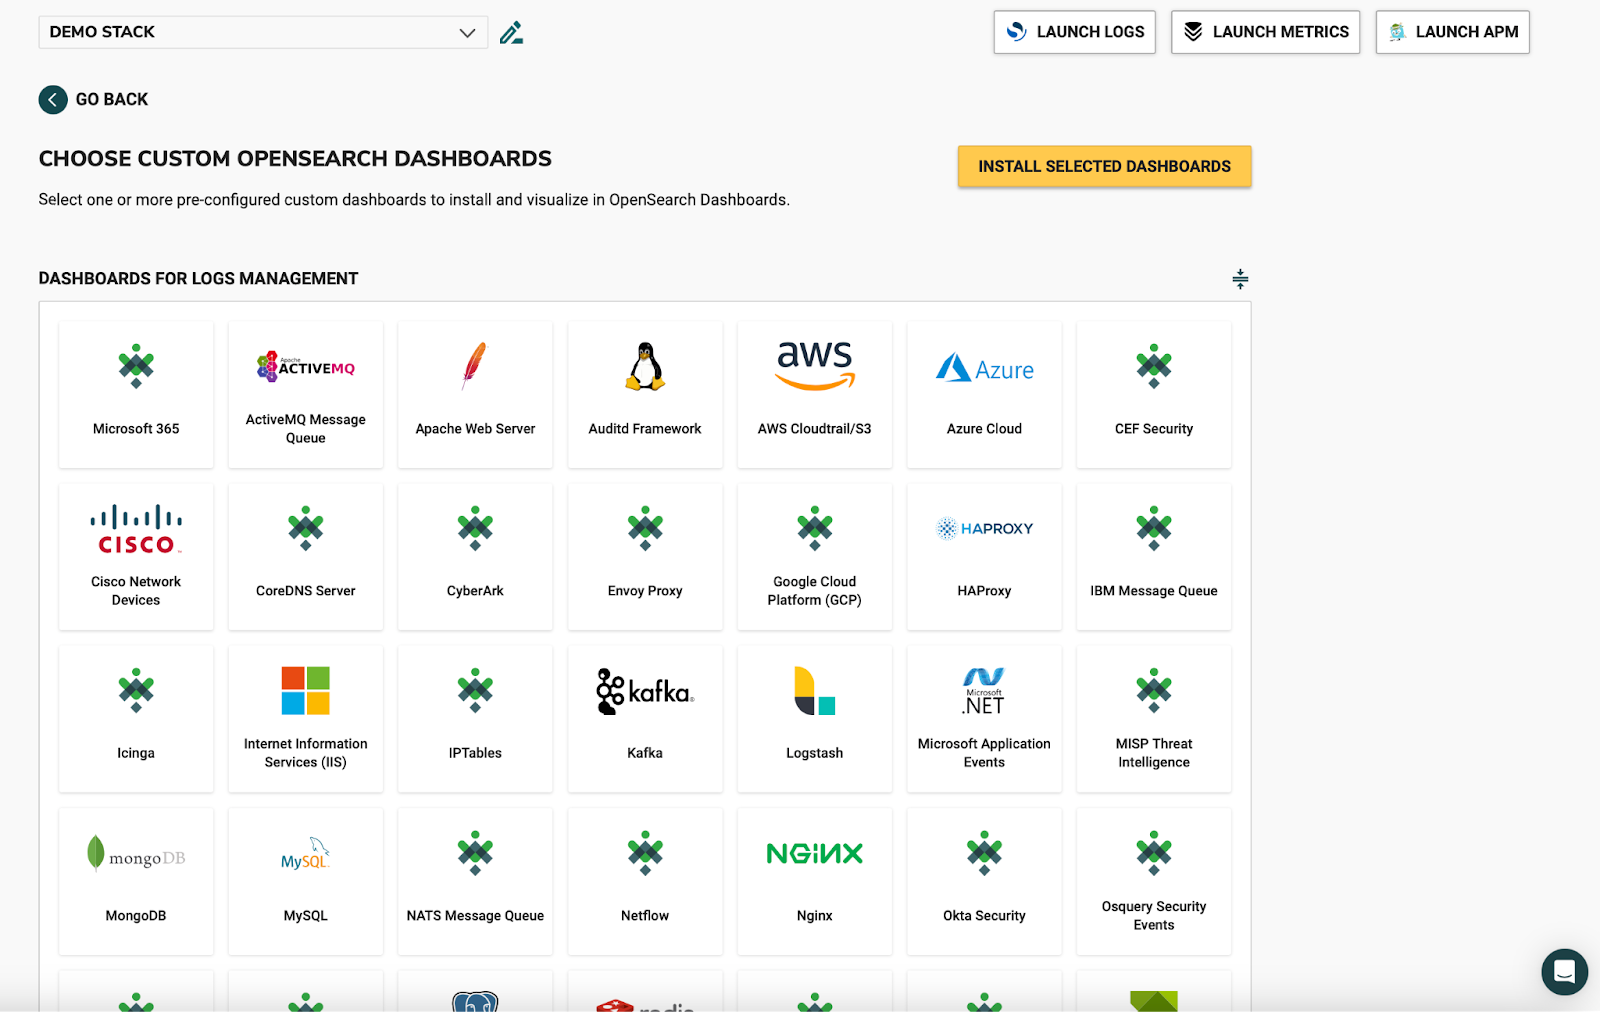 DEMO STACK
LAUNCH LOGS
LAUNCH METRICS
LAUNCH APM
GO BACK
CHOOSE CUSTOM OPENSEARCH DASHBOARDS
INSTALL SELECTED DASHBOARDS
Select one or more pre-configured custom dashboards to install and visualize in OpenSearch Dashboards.
DASHBOARDS FOR LOGS MANAGEMENT
Microsoft 365
Apache
ACTIVEMQ
ActiveMQ Message
Queue
Apache Web Server
Auditd Framework
aws
AWS Cloudtrail/S3
Azure
Azure Cloud
CEF Security
CISCO
Cisco Network
Devices
CoreDNS Server
CyberArk
Envoy Proxy
Google Cloud
Platform (GCP)
HAPROXY
HAProxy
IBM Message Queue
Icinga
Internet Information
Services (IIS)
IPTables
kafka
Kafka
Logstash
Microsoft
.NET
Microsoft Application
Events
MISP Threat
Intelligence
mongoDB
MongoDB
MySQL
MySQL
NATS Message Queue
Netflow
NGINX
Nginx
Okta Security
Osquery Security
Events
redis